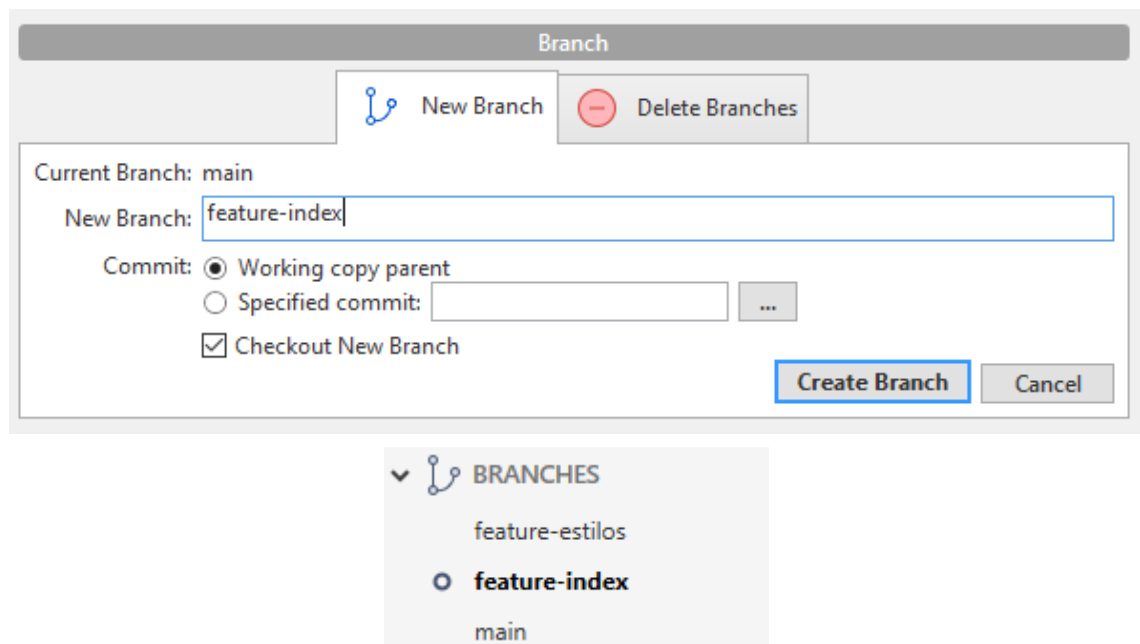 Branch
New Branch
Delete Branches
Current Branch: main
New Branch: feature-index
Commit: Working copy parent
Specified commit: ...
Checkout New Branch
Create Branch
Cancel
BRANCHES
feature-estilos
feature-index
main